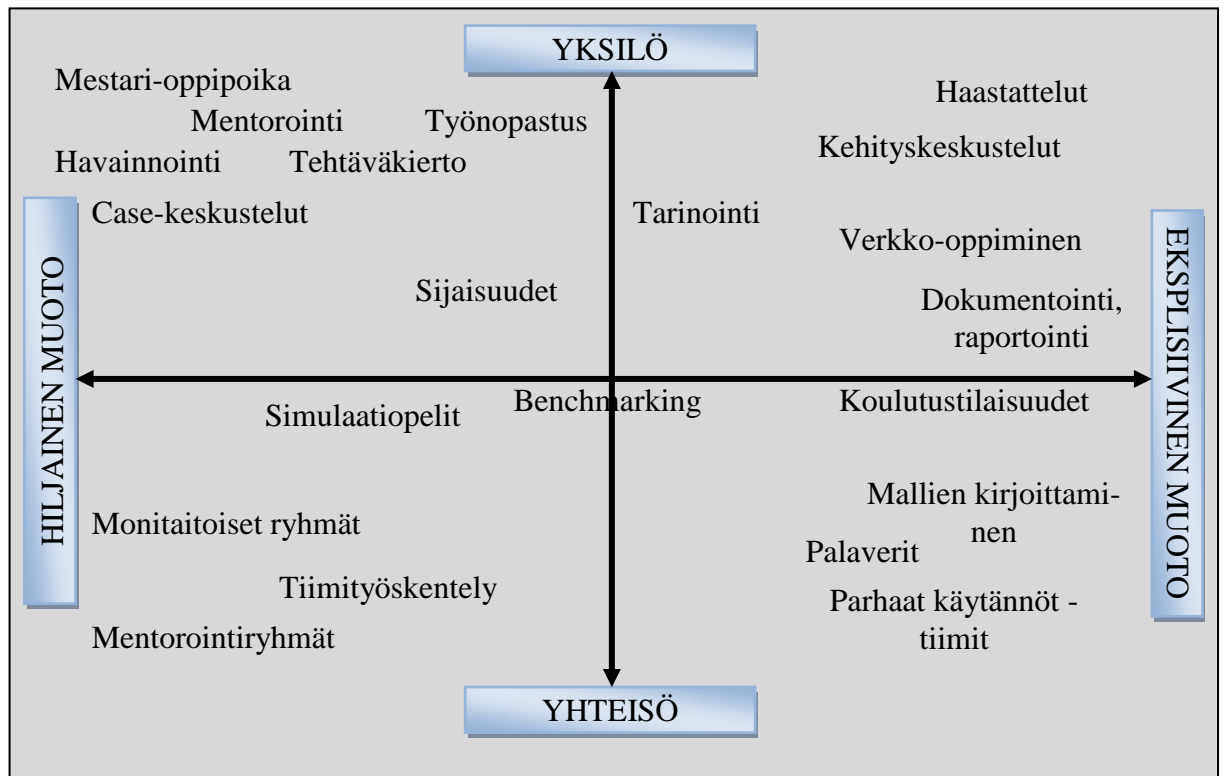 YKSILÖ
Mestari-oppipoika
Haastattelut
Mentorointi
Työnopastus
Kehityskeskustelut
Havainnointi
Tehtäväkierto
Case-keskustelut
Tarinointi
Verkko-oppiminen
Sijaisuudet
Dokumentointi,
raportointi
HILJAINEN MUOTO
EKSPLISIIVINEN MUOTO
Benchmarking
Koulutustilaisuudet
Simulaatiopelit
Mallien kirjoittami-
nen
Monitaitoiset ryhmät
Palaverit
Tiimityöskentely
Parhaat käytännöt -
tiimit
Mentorointiryhmät
YHTEISÖ